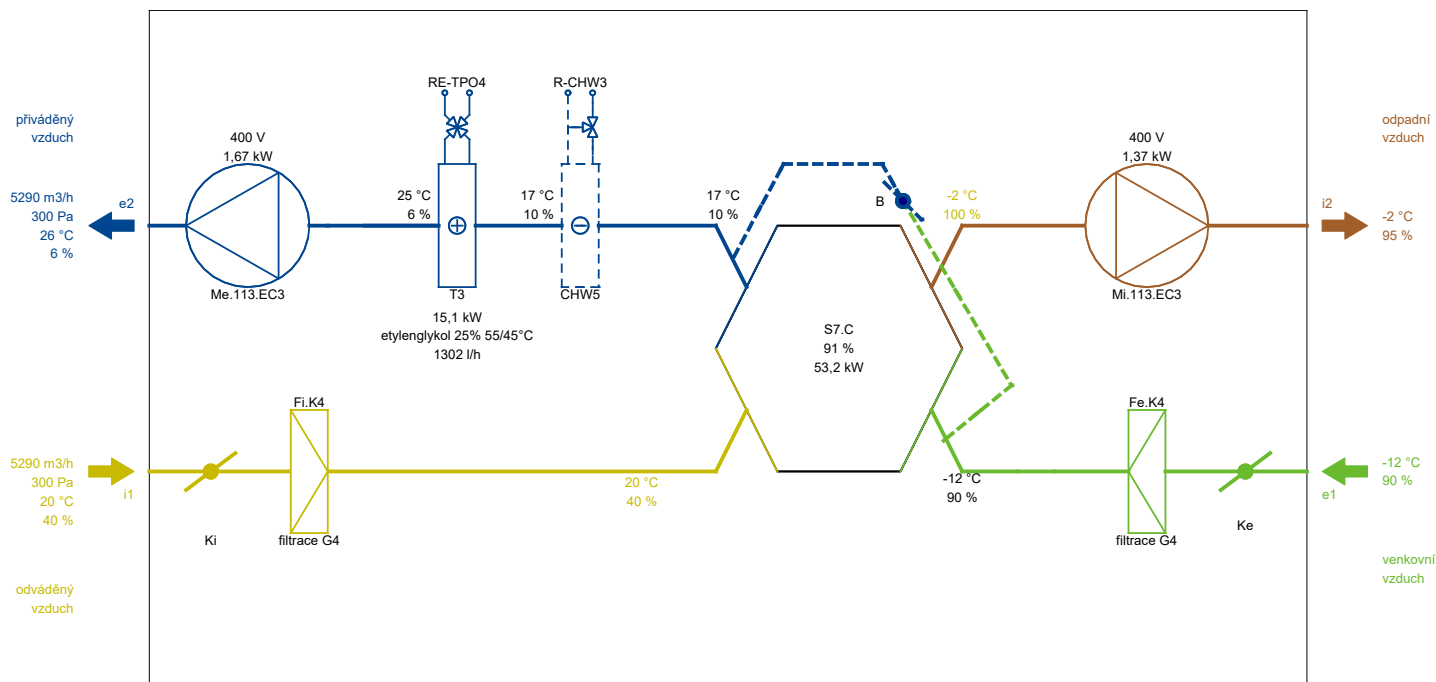 RE-TPO4
R-CHW3
přiváděný
vzduch
400 V
1,67 kW
400 V
1,37 kW
odpadní
vzduch
5290 m3/h
300 Pa
26 °C
6 %
e2
25 °C
6 %
17 °C
10 %
17 °C
10 %
B
-2 °C
100 %
i2
-2 °C
95 %
Me.113.EC3
T3
CHW5
Mi.113.EC3
15,1 kW
etylenglykol 25% 55/45°C
1302 l/h
S7.C
91 %
53,2 kW
Fi.K4
Fe.K4
5290 m3/h
300 Pa
20 °C
40 %
i1
20 °C
40 %
-12 °C
90 %
-12 °C
90 %
e1
Ki
filtrace G4
filtrace G4
Ke
odváděný
vzduch
venkovní
vzduch